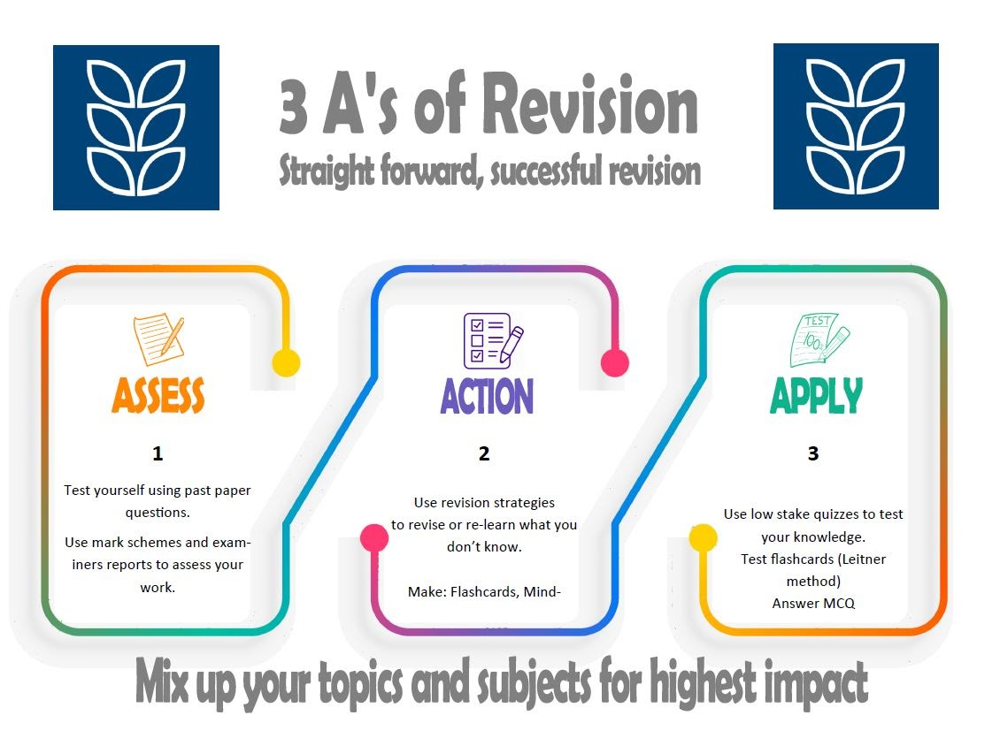 3 A's of Revision
Straight forward, successful revision
ASSESS
1
Test yourself using past paper
questions.
Use mark schemes and exam-
iners reports to assess your
work.
ACTION
2
Use revision strategies
to revise or re-learn what you
don’t know.
Make: Flashcards, Mind-
TEST
100%
APPLY
3
Use low stake quizzes to test
your knowledge.
Test flashcards (Leitner
method)
Answer MCQ
Mix up your topics and subjects for highest impact